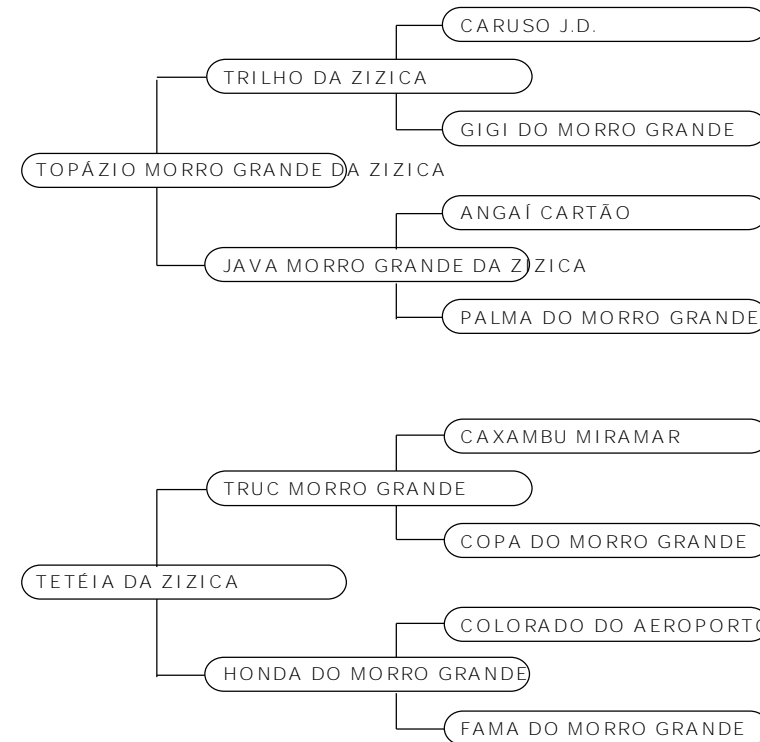 CARUSO J.D.
TRILHO DA ZIZICA
GIGI DO MORRO GRANDE
TOPÁZIO MORRO GRANDE DA ZIZICA
ANGAÍ CARTÃO
JAVA MORRO GRANDE DA ZIZICA
PALMA DO MORRO GRANDE
CAXAMBU MIRAMAR
TRUC MORRO GRANDE
COPA DO MORRO GRANDE
TETÉIA DA ZIZICA
COLORADO DO AEROPORTO
HONDA DO MORRO GRANDE
FAMA DO MORRO GRANDE